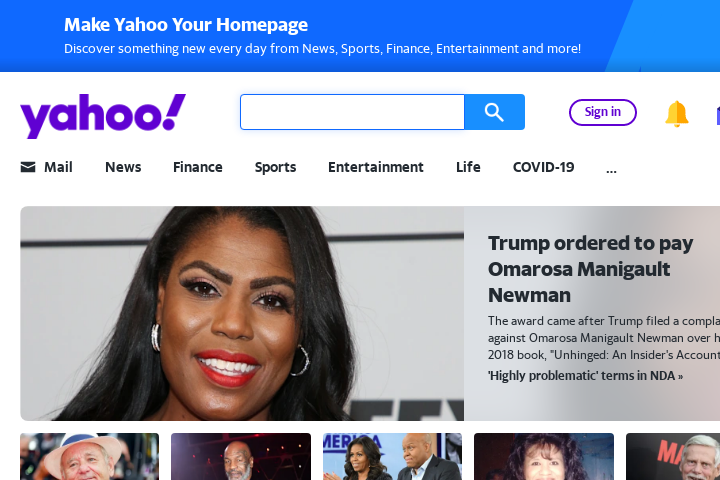 Make Yahoo Your Homepage
Discover something new every day from News, Sports, Finance, Entertainment and more!
yahoo!
Sign in
Mail News Finance Sports Entertainment Life COVID-19 ...
Trump ordered to pay
Omarosa Manigault
Newman
The award came after Trump filed a compla
against Omarosa Manigault Newman over h
2018 book, "Unhinged: An Insider's Account
'Highly problematic' terms in NDA »
MERICA
MA